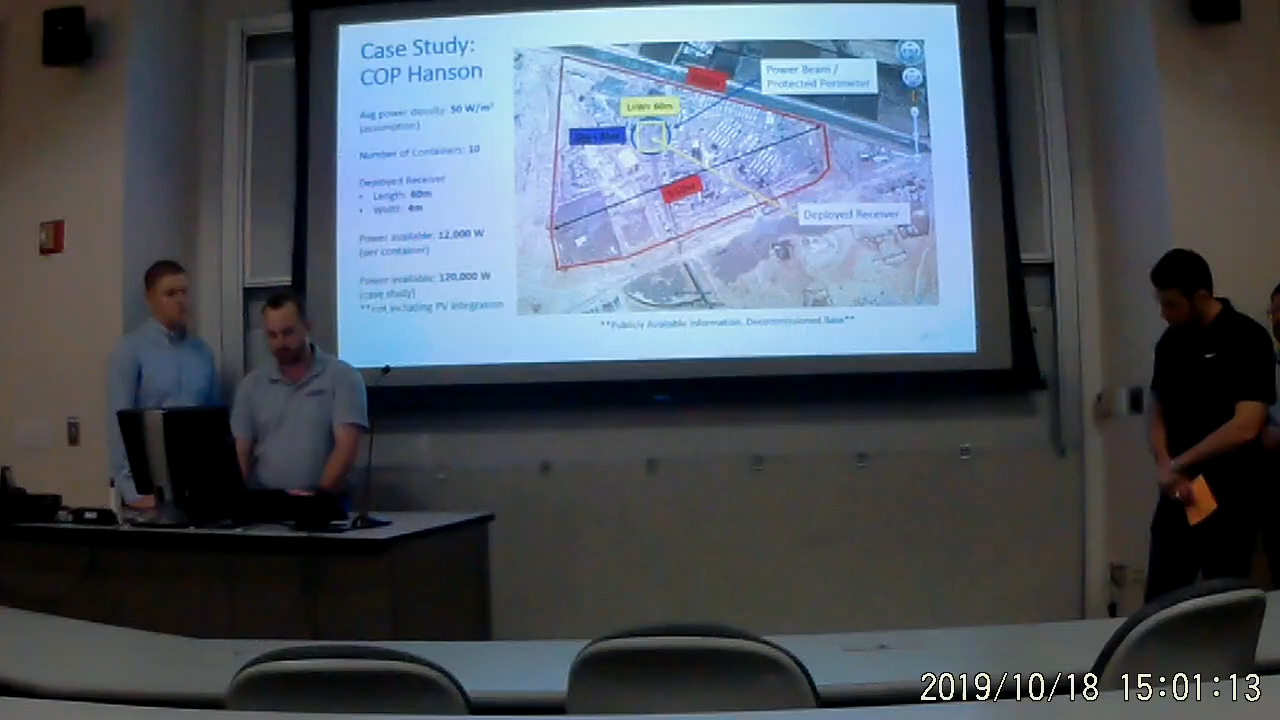 Case Study:
COP Hanson
Avg power density: 50 W/m²
(assumption)
Number of Containers: 10
Deployed Receiver
• Length: 60m
• Width: 4m
Power available: 12,000 W
(per container)
Power available: 120,000 W
(case study)
**not including PV integration
Power Beam /
Protected Perimeter
60m
Deployed Receiver
**Publicly Available Information, Decommissioned Base**
2019/10/18 15:01:13